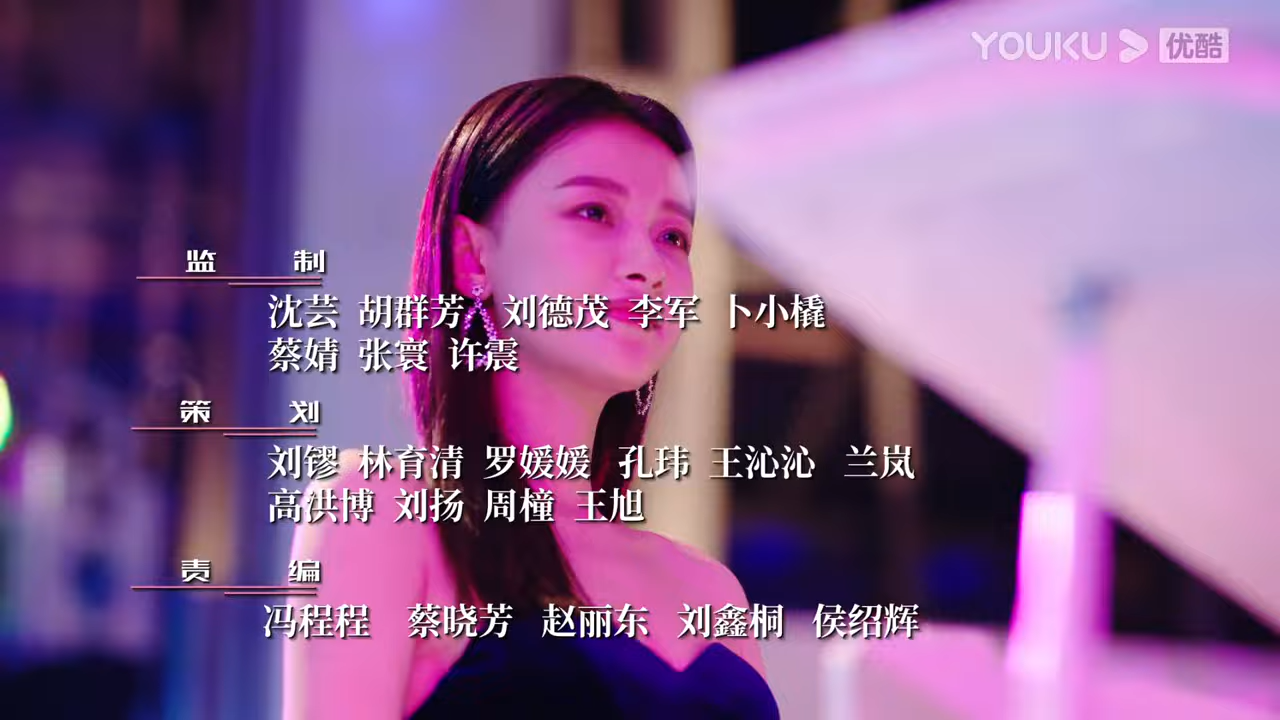 YOUKU 优酷
监 制
沈芸 胡群芳 刘德茂 李军 卜小橇
蔡婧 张寰 许震
策 划
刘镠 林育清 罗媛媛 孔玮 王沁沁 兰岚
高洪博 刘扬 周橦 王旭
责 编
冯程程 蔡晓芳 赵丽东 刘鑫桐 侯绍辉